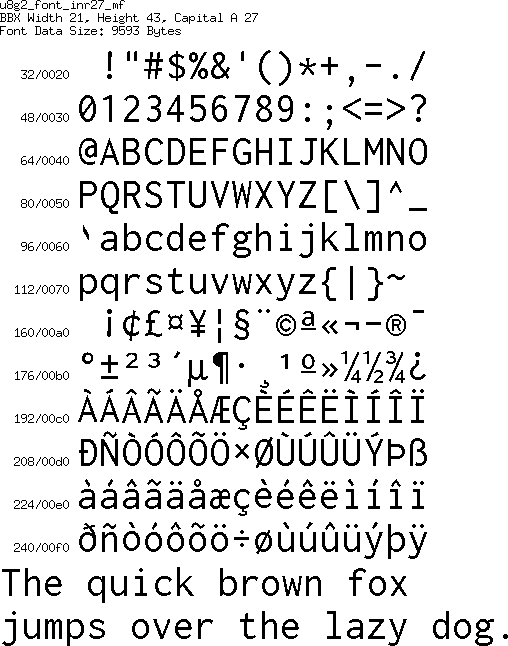 u8g2_font_inr27_mf
BBX Width 21, Height 43, Capital A 27
Font Data Size: 9593 Bytes
32/0020 !"#$%&'()*+,-./
48/0030 0123456789:;<=>?
64/0040 @ABCDEFGHIJKLMNO
80/0050 PQRSTUVWXYZ[\]^_
96/0060 `abcdefghijklmno
112/0070 pqrstuvwxyz{|}~
160/00a0 ¡¢£¤¥¦§¨©ª«¬-®¯
176/00b0 °±²³´µ¶·¸¹º»¼½¾¿
192/00c0 ÀÁÂÃÄÅÆÇÈÉÊËÌÍÎÏ
208/00d0 ÐÑÒÓÔÕÖ×ØÙÚÛÜÝÞß
224/00e0 àáâãäåæçèéêëìíîï
240/00f0 ðñòóôõö÷øùúûüýþÿ
The quick brown fox
jumps over the lazy dog.